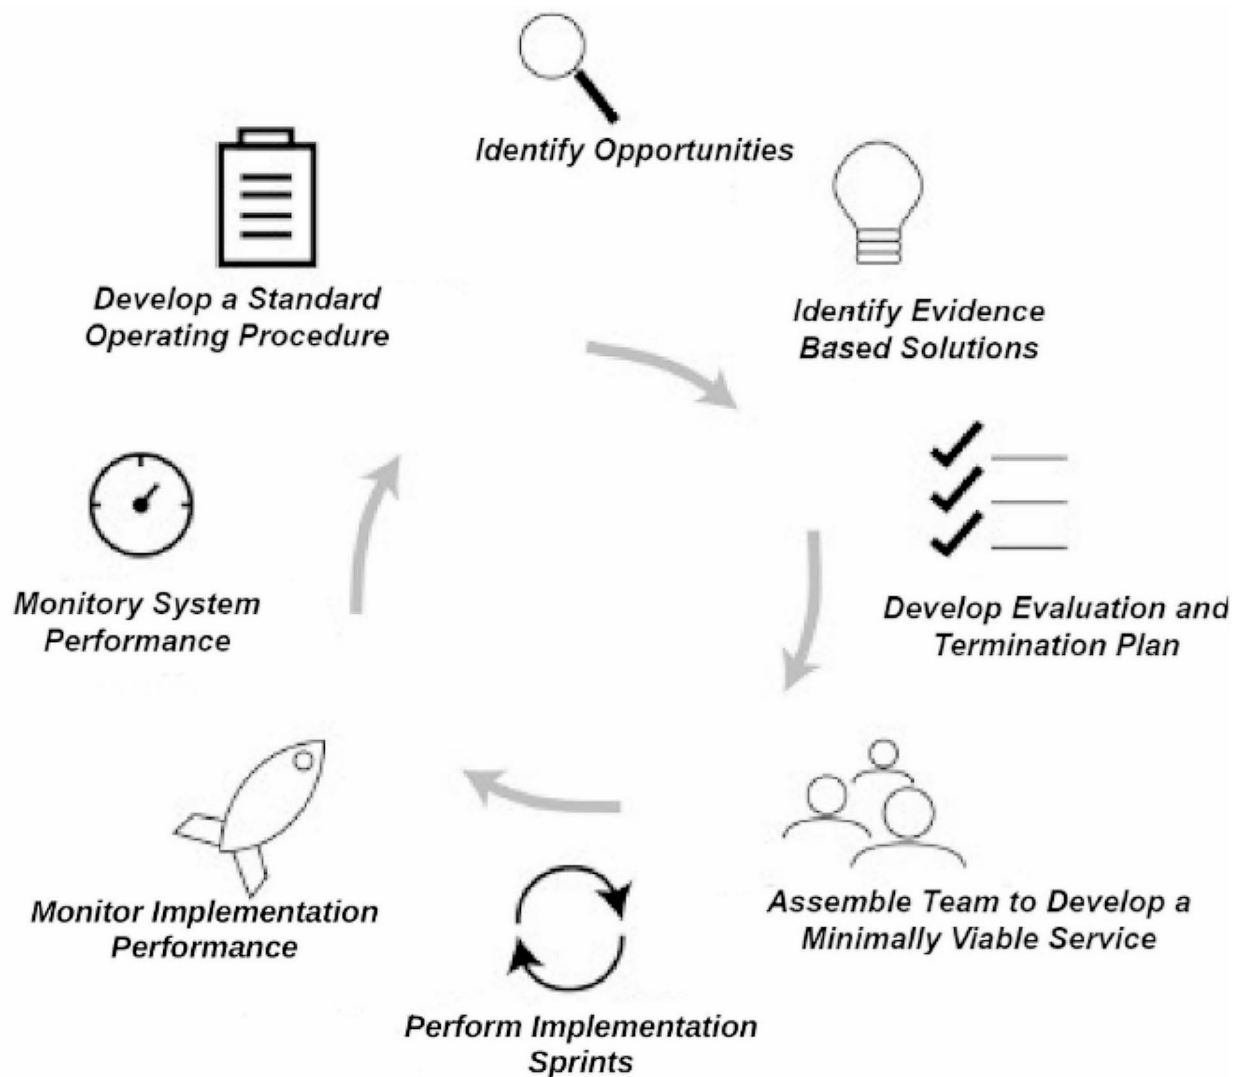 Identify Opportunities
Identify Evidence
Based Solutions
Develop Evaluation and
Termination Plan
Assemble Team to Develop a
Minimally Viable Service
Perform Implementation
Sprints
Monitor Implementation
Performance
Monitory System
Performance
Develop a Standard
Operating Procedure